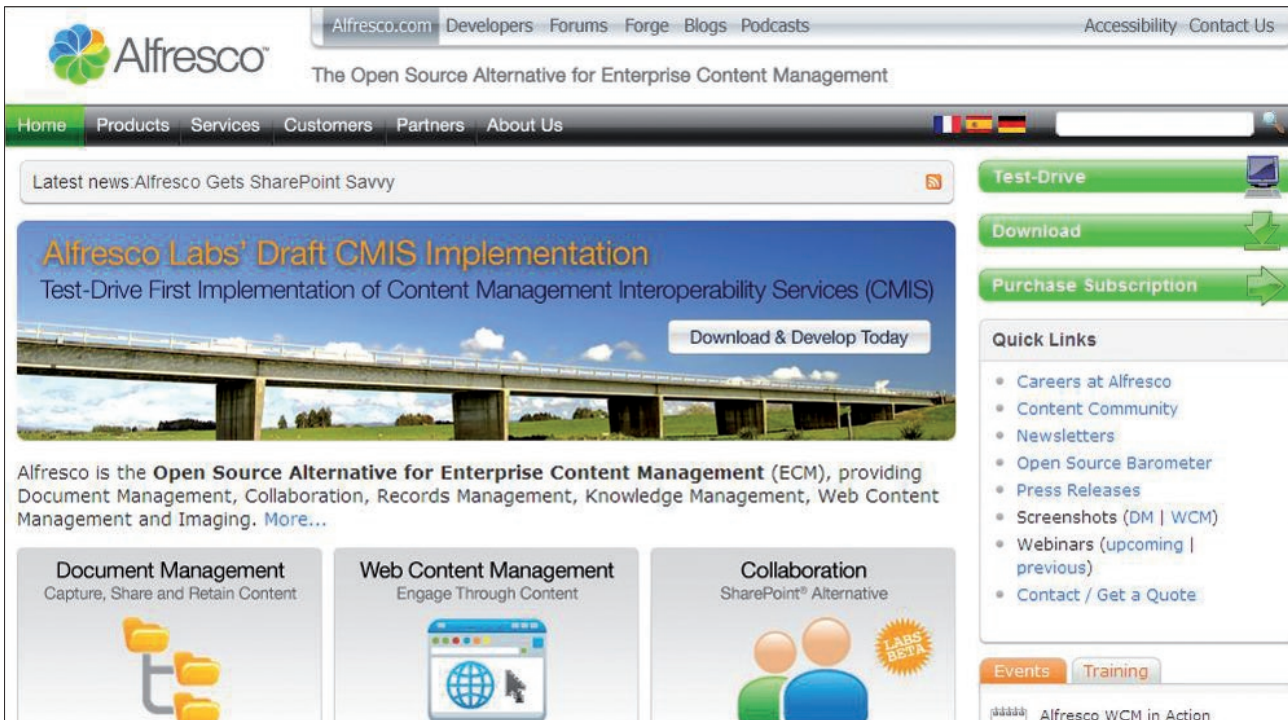 Alfresco™
Alfresco.com Developers Forums Forge Blogs Podcasts
Accessibility Contact Us
The Open Source Alternative for Enterprise Content Management
Home Products Services Customers Partners About Us
Latest news:Alfresco Gets SharePoint Savvy
Alfresco Labs' Draft CMIS Implementation
Test-Drive First Implementation of Content Management Interoperability Services (CMIS)
Download & Develop Today
Alfresco is the Open Source Alternative for Enterprise Content Management (ECM), providing
Document Management, Collaboration, Records Management, Knowledge Management, Web Content
Management and Imaging. More...
Document Management
Capture, Share and Retain Content
Web Content Management
Engage Through Content
Collaboration
SharePoint® Alternative
LABS
BETA
Test-Drive
Download
Purchase Subscription
Quick Links
Careers at Alfresco
Content Community
Newsletters
Open Source Barometer
Press Releases
Screenshots (DM | WCM)
Webinars (upcoming |
previous)
Contact / Get a Quote
Events Training
Alfresco WCM in Action